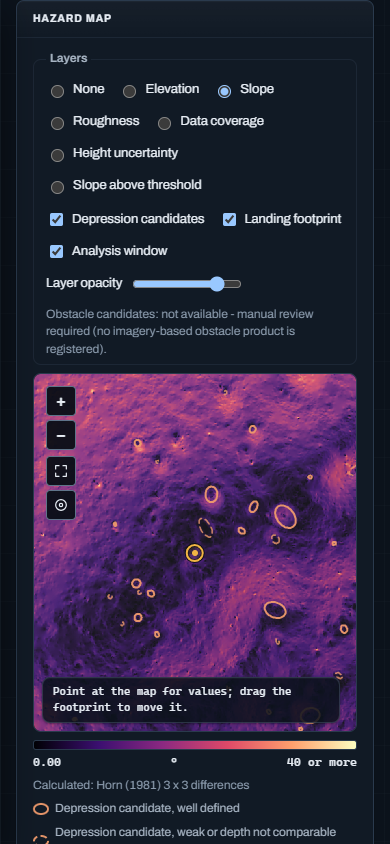 HAZARD MAP
Layers
None Elevation Slope
Roughness Data coverage
Height uncertainty
Slope above threshold
Depression candidates Landing footprint
Analysis window
Layer opacity
Obstacle candidates: not available - manual review
required (no imagery-based obstacle product is
registered).
+
−
Point at the map for values; drag the
footprint to move it.
0.00 ° 40 or more
Calculated: Horn (1981) 3 x 3 differences
Depression candidate, well defined
Depression candidate, weak or depth not comparable